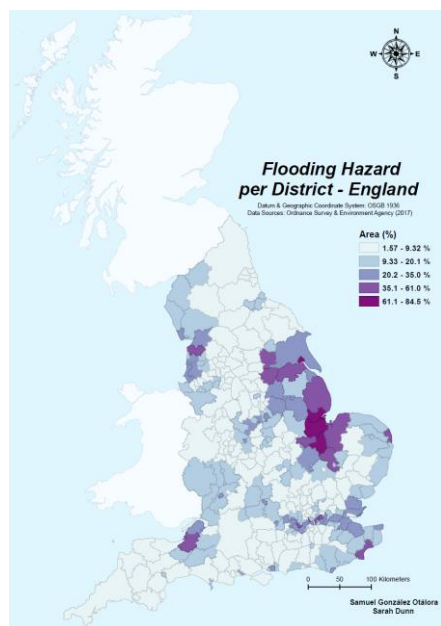 N
W E
S
Flooding Hazard
per District - England
Datum & Geographic Coordinate System: OSGB 1936
Data Sources: Ordnance Survey & Environment Agency (2017)
Area (%)
1.57 - 9.32 %
9.33 - 20.1 %
20.2 - 35.0 %
35.1 - 61.0 %
61.1 - 84.5 %
0 50 100 Kilometers
Samuel González Otálora
Sarah Dunn